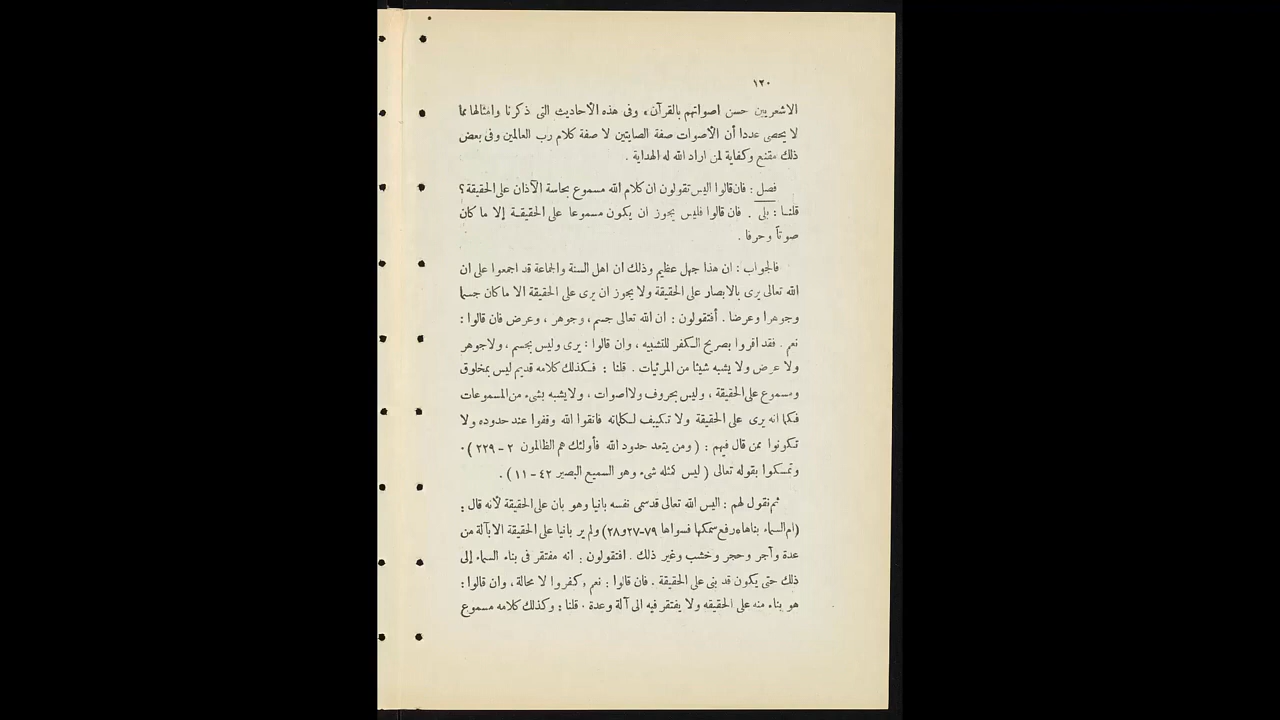 ١٢٠
الاشعريين حسن اصواتهم بالقرآن» وفى هذه الأحاديث التى ذكرنا وامثالها مما
لا يحصى عددا أن الأصوات صفة الصايتين لا صفة كلام رب العالمين وفى بعض
ذلك مقنع وكفاية لمن اراد الله له الهداية .
فصل : فان قالوا اليس تقولون ان كلام الله مسموع بحاسة الآذان على الحقيقة ؟
قلنا : بلى . فان قالوا فليس يجوز ان يكون مسموعا على الحقيقة إلا ما كان
صوتاً وحرفا .
فالجواب : ان هذا جهل عظيم وذلك ان اهل السنة والجماعة قد اجمعوا على ان
الله تعالى يرى بالابصار على الحقيقة ولا يجوز ان يرى على الحقيقة الا ما كان جسما
وجوهرا وعرضا . أفتقولون : ان الله تعالى جسم ، وجوهر ، وعرض فان قالوا :
نعم . فقد اقروا بصريح الكفر للتشبيه ، وان قالوا : يرى وليس بجسم ، ولا جوهر
ولا عرض ولا يشبه شيئا من المرئيات . قلنا : فكذلك كلامه قديم ليس بمخلوق
ومسموع على الحقيقة ، وليس بحروف ولا اصوات ، ولا يشبه بشىء من المسموعات
فكما انه يرى على الحقيقة ولا تكييف لكلماته فاتقوا الله وقفوا عند حدوده ولا
تكونوا ممن قال فيهم : ( ومن يتعد حدود الله فأولئك هم الظالمون ٢ – ٢٢٩ ) .
وتمسكوا بقوله تعالى ( ليس كمثله شىء وهو السميع البصير ٤٢ – ١١ ) .
ثم نقول لهم : اليس الله تعالى قد سمى نفسه بانيا وهو بان على الحقيقة لأنه قال :
(ام السماء بناها ٥ رفع سمكها فسواها ٧٩–٢٧و٢٨) ولم ير بانيا على الحقيقة الا بآلة من
عدة وآجر وحجر وخشب وغير ذلك . افتقولون : انه مفتقر فى بناء السماء إلى
ذلك حتى يكون قد بنى على الحقيقة . فان قالوا : نعم وكفروا لا محالة ، وان قالوا :
هو بناء منه على الحقيقه ولا يفتقر فيه الى آلة وعدة . قلنا : وكذلك كلامه مسموع